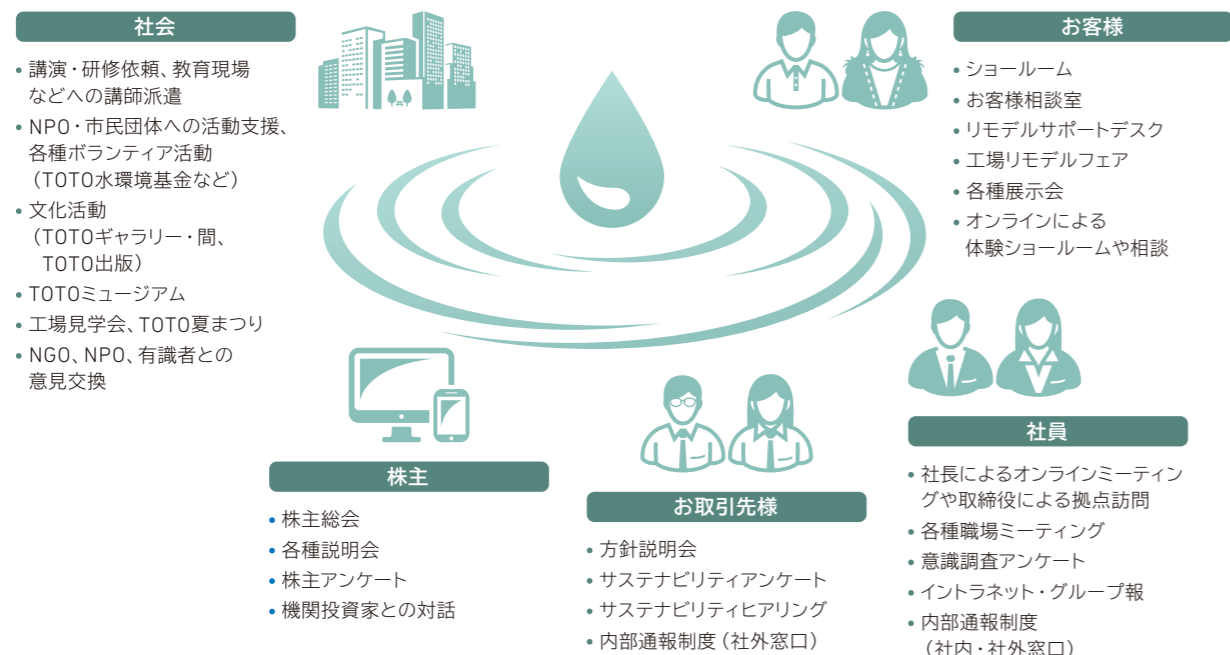 社会
• 講演・研修依頼、教育現場
などへの講師派遣
• NPO・市民団体への活動支援、
各種ボランティア活動
（TOTO水環境基金など）
• 文化活動
（TOTOギャラリー・間、
TOTO出版）
• TOTOミュージアム
• 工場見学会、TOTO夏まつり
• NGO、NPO、有識者との
意見交換
お客様
• ショールーム
• お客様相談室
• リモデルサポートデスク
• 工場リモデルフェア
• 各種展示会
• オンラインによる
体験ショールームや相談
株主
• 株主総会
• 各種説明会
• 株主アンケート
• 機関投資家との対話
お取引先様
• 方針説明会
• サステナビリティアンケート
• サステナビリティヒアリング
• 内部通報制度（社外窓口）
社員
• 社長によるオンラインミーティン
グや取締役による拠点訪問
• 各種職場ミーティング
• 意識調査アンケート
• イントラネット・グループ報
• 内部通報制度
（社内・社外窓口）